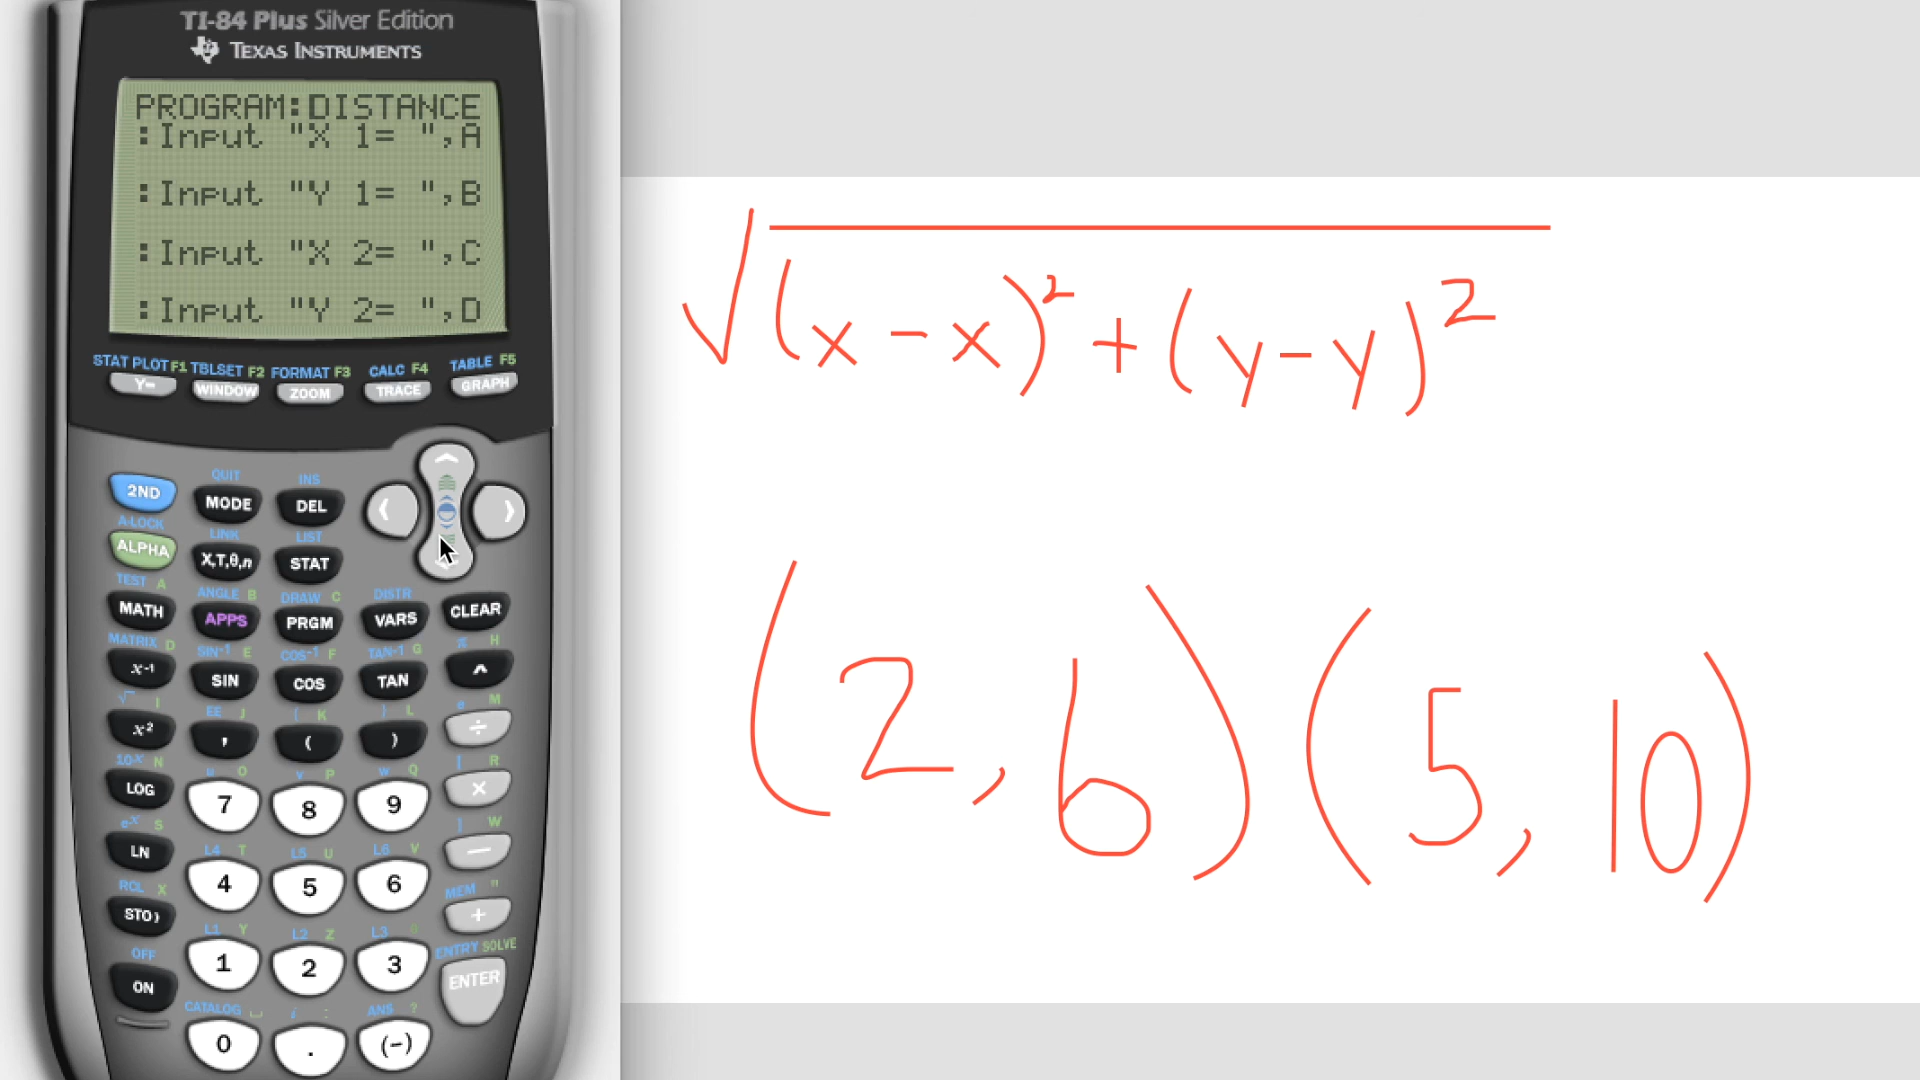 TI-84 Plus Silver Edition
TEXAS INSTRUMENTS
PROGRAM:DISTANCE
:Input "X 1= ",A
:Input "Y 1= ",B
:Input "X 2= ",C
:Input "Y 2= ",D
STAT PLOT F1 TBLSET F2 FORMAT F3 CALC F4 TABLE F5
Y= WINDOW ZOOM TRACE GRAPH
QUIT INS
2ND MODE DEL
A-LOCK LINK LIST
ALPHA X,T,θ,n STAT
TEST A ANGLE B DRAW C DISTR
MATH APPS PRGM VARS CLEAR
MATRIX D SIN⁻¹ E COS⁻¹ F TAN⁻¹ G π H
x⁻¹ SIN COS TAN ^
√ I EE J { K } L e M
x² , ( ) ÷
10ˣ N u O v P w Q [ R
LOG 7 8 9 ×
eˣ S L4 T L5 U L6 V ] W
LN 4 5 6 −
RCL X L1 Y L2 Z L3 θ MEM "
STO› 1 2 3 +
OFF CATALOG i : ANS ? ENTRY SOLVE
ON 0 . (-) ENTER
√(x-x)²+(y-y)²
(2,6)(5,10)